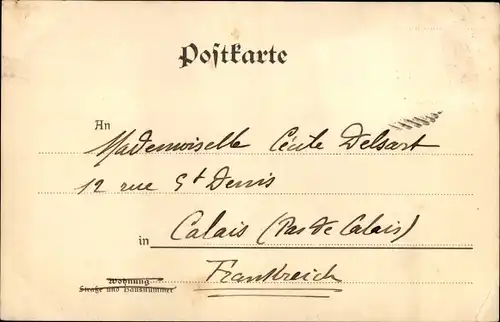 Postkarte
An
Mademoiselle Cécile Delsart
12 rue St Denis
in Calais (Pas de Calais)
Frankreich
Wohnung
Straße und Hausnummer